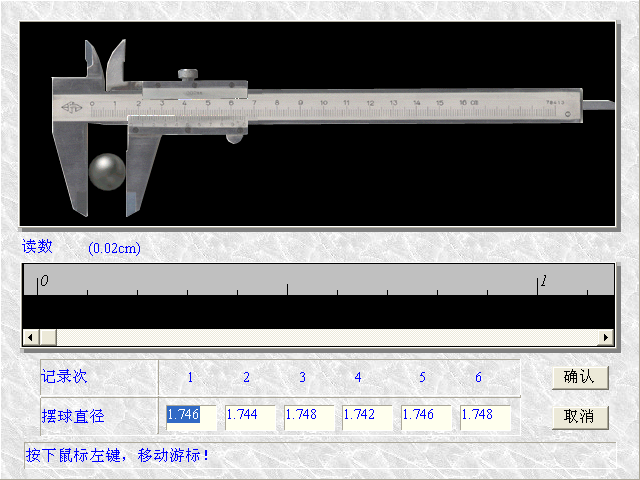 0 1 2 3 4 5 6 7 8 9 10 11 12 13 14 15 16
读数 (0.02cm)
0 1
记录次 1 2 3 4 5 6 确认
摆球直径 1.746 1.744 1.748 1.742 1.746 1.748 取消
按下鼠标左键，移动游标！